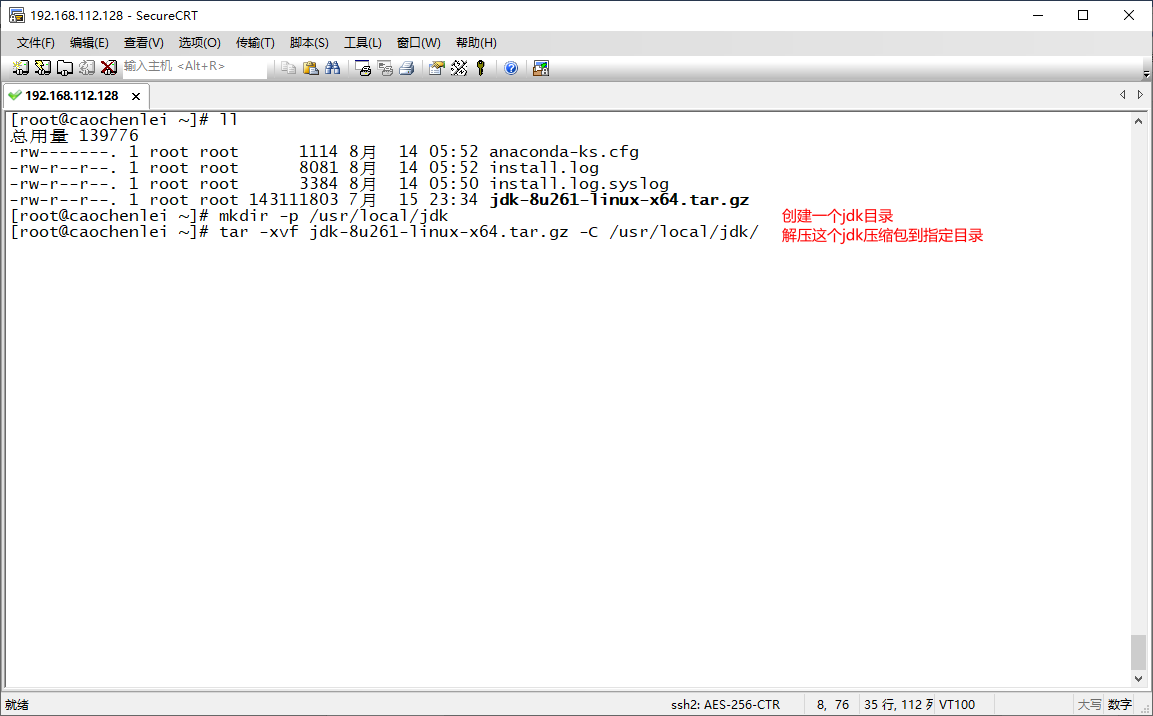 192.168.112.128 - SecureCRT
文件(F) 编辑(E) 查看(V) 选项(O) 传输(T) 脚本(S) 工具(L) 窗口(W) 帮助(H)
输入主机 <Alt+R>
192.168.112.128
[root@caochenlei ~]# ll
总用量 139776
-rw-------. 1 root root      1114 8月  14 05:52 anaconda-ks.cfg
-rw-r--r--. 1 root root      8081 8月  14 05:52 install.log
-rw-r--r--. 1 root root      3384 8月  14 05:50 install.log.syslog
-rw-r--r--. 1 root root 143111803 7月  15 23:34 jdk-8u261-linux-x64.tar.gz
[root@caochenlei ~]# mkdir -p /usr/local/jdk 创建一个jdk目录
[root@caochenlei ~]# tar -xvf jdk-8u261-linux-x64.tar.gz -C /usr/local/jdk/ 解压这个jdk压缩包到指定目录
就绪 ssh2: AES-256-CTR 8, 76 35 行, 112 列 VT100 大写 数字